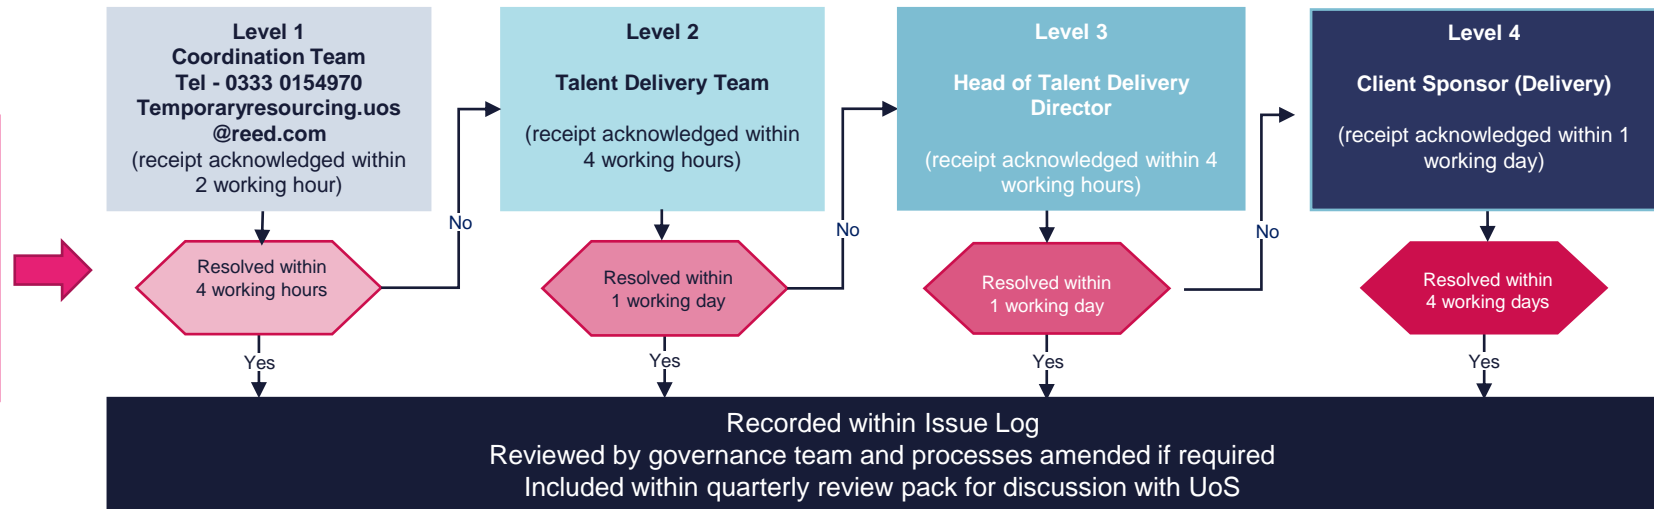 Level 1
Coordination Team
Tel - 0333 0154970
Temporaryresourcing.uos
@reed.com
(receipt acknowledged within
2 working hour)
Level 2
Talent Delivery Team
(receipt acknowledged within
4 working hours)
Level 3
Head of Talent Delivery
Director
(receipt acknowledged within 4
working hours)
Level 4
Client Sponsor (Delivery)
(receipt acknowledged within 1
working day)
No
No
No
Resolved within
4 working hours
Resolved within
1 working day
Resolved within
1 working day
Resolved within
4 working days
Yes
Yes
Yes
Yes
Recorded within Issue Log
Reviewed by governance team and processes amended if required
Included within quarterly review pack for discussion with UoS